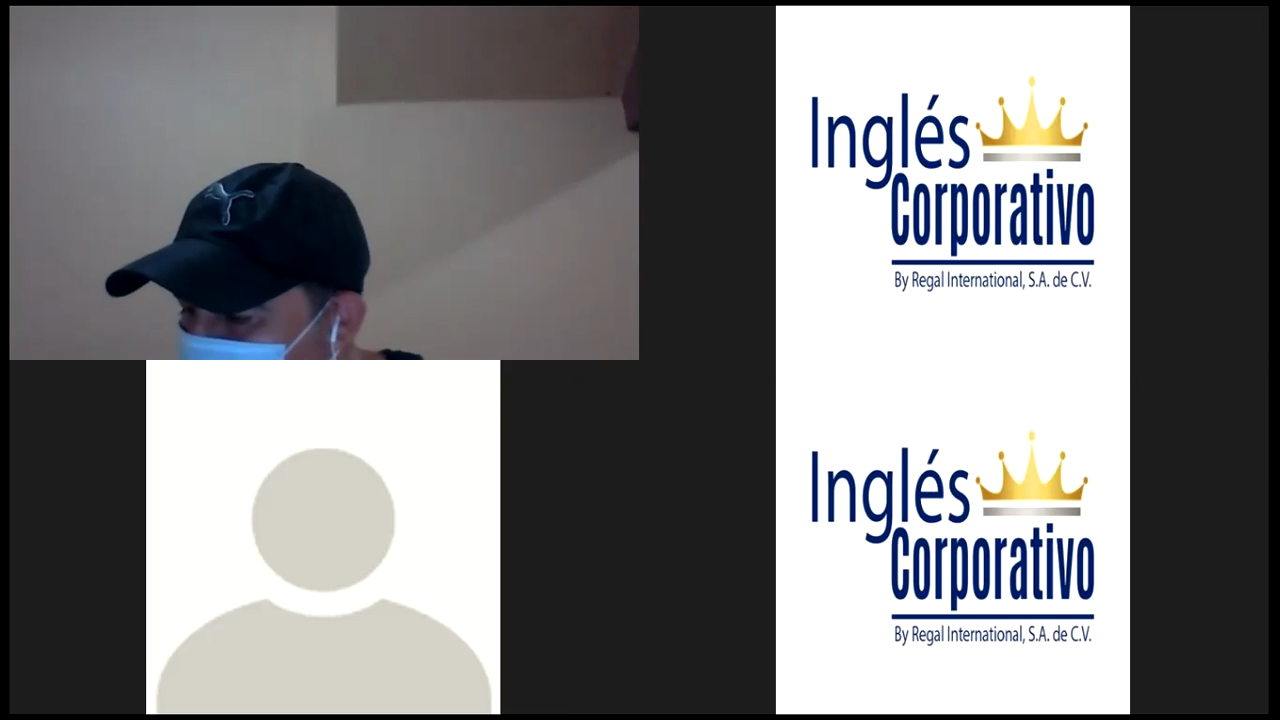 Inglés
Corporativo
By Regal International, S.A. de C.V.
Inglés
Corporativo
By Regal International, S.A. de C.V.